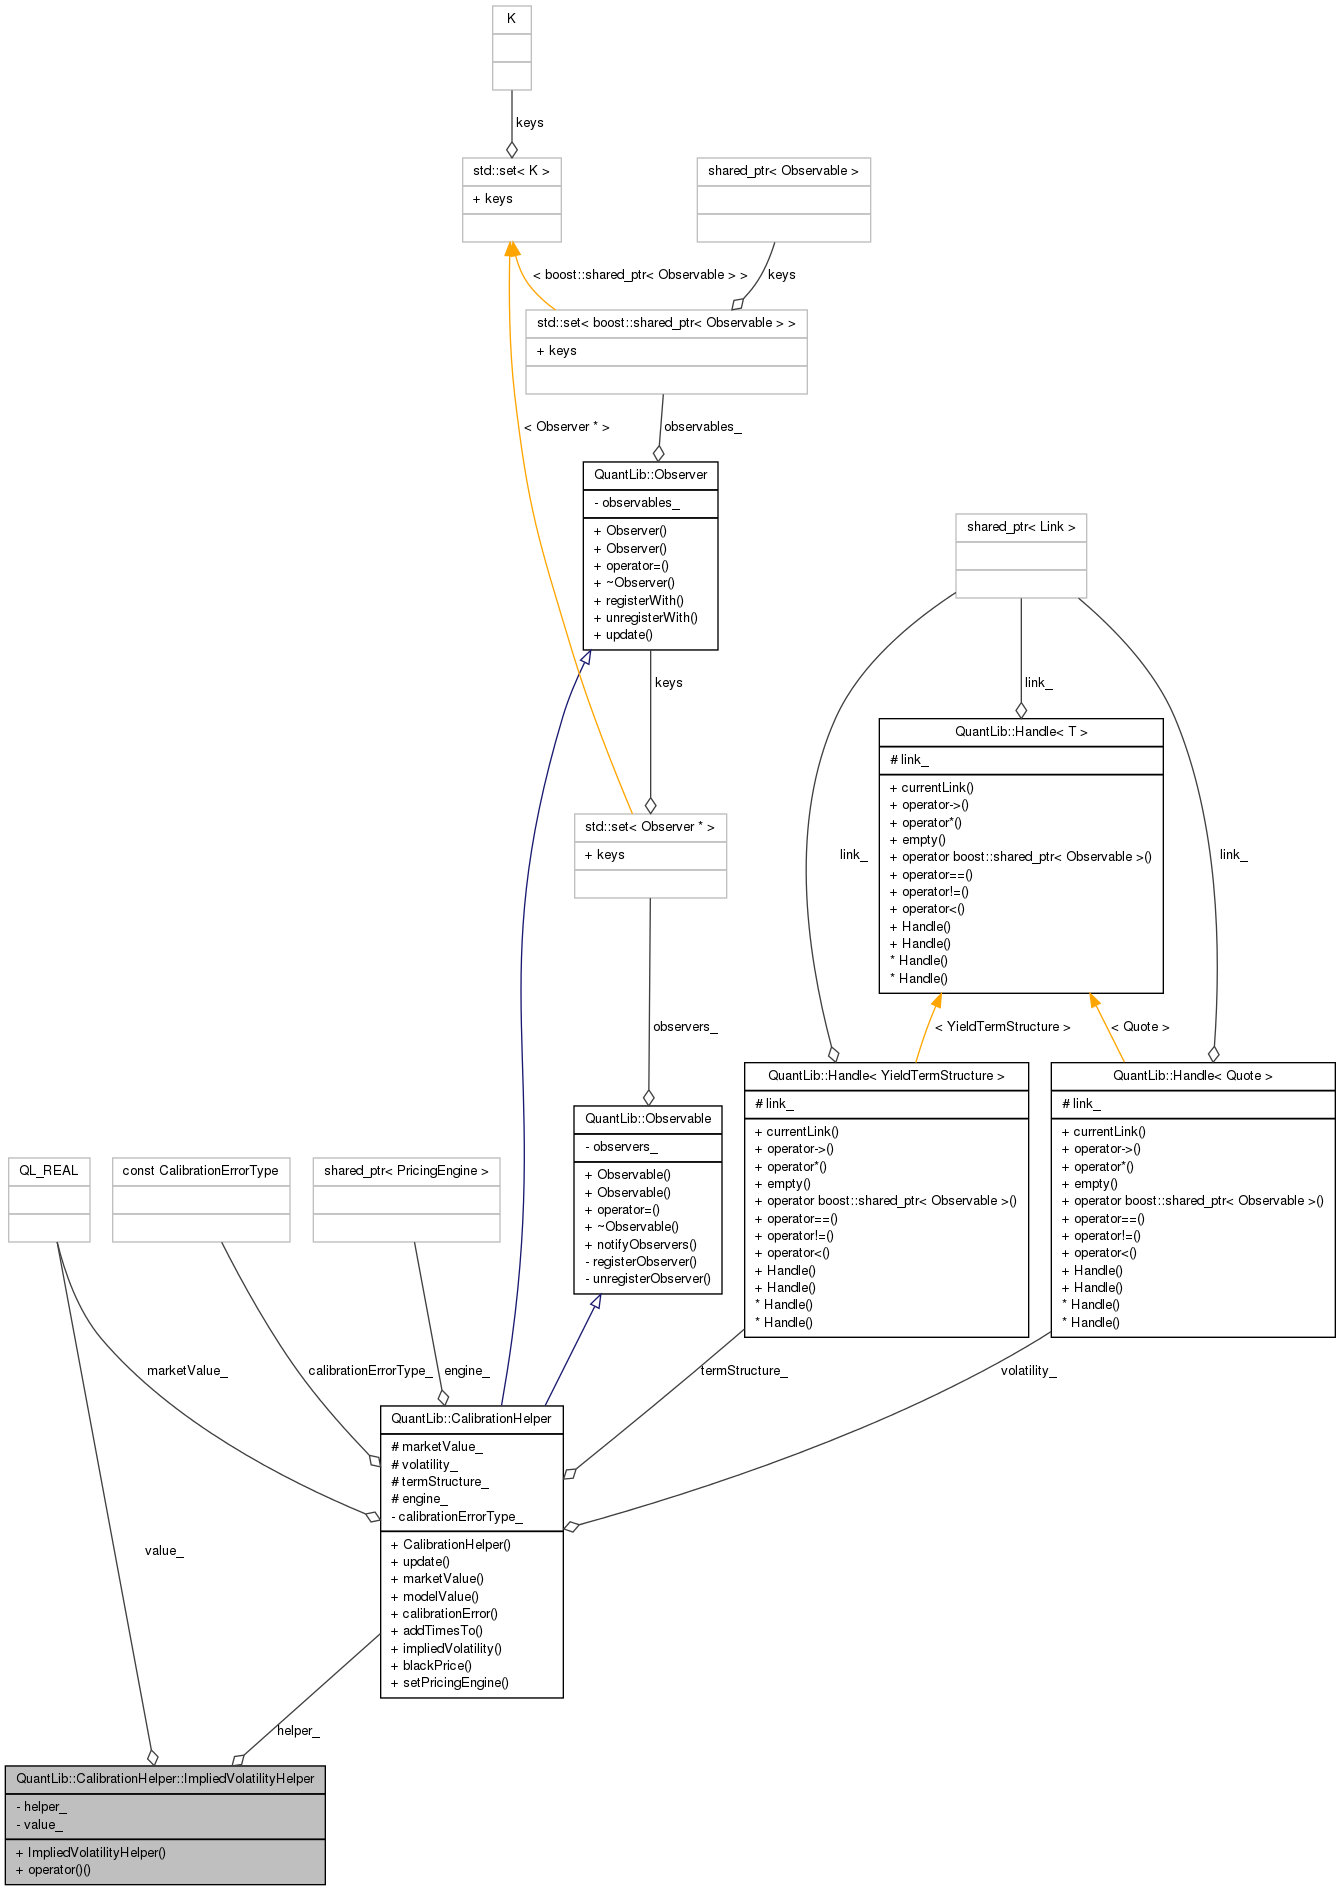 K
keys
std::set< K >
+ keys
shared_ptr< Observable >
< boost::shared_ptr< Observable > >
keys
std::set< boost::shared_ptr< Observable > >
+ keys
< Observer * >
observables_
QuantLib::Observer
- observables_
+ Observer()
+ Observer()
+ operator=()
+ ~Observer()
+ registerWith()
+ unregisterWith()
+ update()
shared_ptr< Link >
keys
link_
QuantLib::Handle< T >
# link_
+ currentLink()
+ operator->()
+ operator*()
+ empty()
+ operator boost::shared_ptr< Observable >()
+ operator==()
+ operator!=()
+ operator<()
+ Handle()
+ Handle()
* Handle()
* Handle()
std::set< Observer * >
+ keys
link_
link_
observers_
< YieldTermStructure >
< Quote >
QuantLib::Observable
- observers_
+ Observable()
+ Observable()
+ operator=()
+ ~Observable()
+ notifyObservers()
- registerObserver()
- unregisterObserver()
QuantLib::Handle< YieldTermStructure >
# link_
+ currentLink()
+ operator->()
+ operator*()
+ empty()
+ operator boost::shared_ptr< Observable >()
+ operator==()
+ operator!=()
+ operator<()
+ Handle()
+ Handle()
* Handle()
* Handle()
QuantLib::Handle< Quote >
# link_
+ currentLink()
+ operator->()
+ operator*()
+ empty()
+ operator boost::shared_ptr< Observable >()
+ operator==()
+ operator!=()
+ operator<()
+ Handle()
+ Handle()
* Handle()
* Handle()
QL_REAL
const CalibrationErrorType
shared_ptr< PricingEngine >
marketValue_
calibrationErrorType_
engine_
termStructure_
volatility_
QuantLib::CalibrationHelper
# marketValue_
# volatility_
# termStructure_
# engine_
- calibrationErrorType_
+ CalibrationHelper()
+ update()
+ marketValue()
+ modelValue()
+ calibrationError()
+ addTimesTo()
+ impliedVolatility()
+ blackPrice()
+ setPricingEngine()
value_
helper_
QuantLib::CalibrationHelper::ImpliedVolatilityHelper
- helper_
- value_
+ ImpliedVolatilityHelper()
+ operator()()